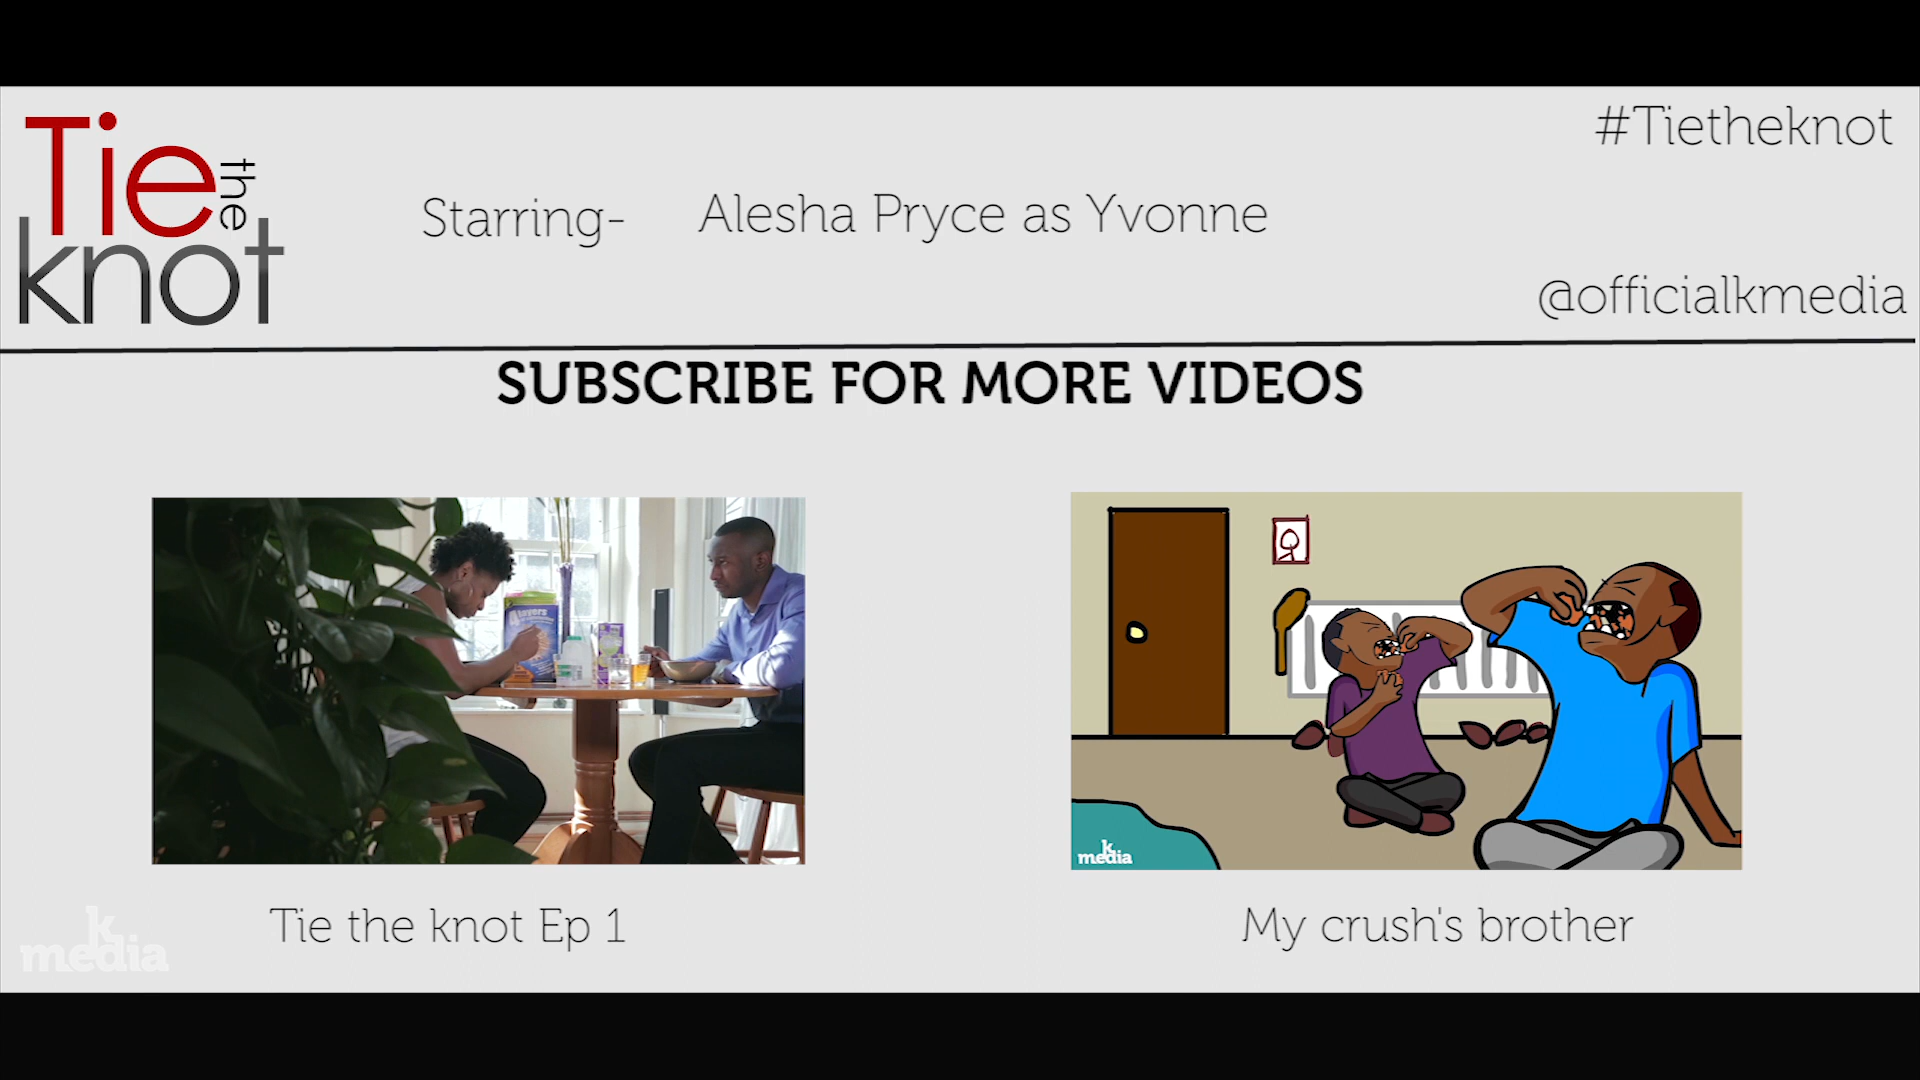 Tie the knot
#Tietheknot
Starring- Alesha Pryce as Yvonne
@officialkmedia
SUBSCRIBE FOR MORE VIDEOS
k media
Tie the knot Ep 1
My crush's brother
k media